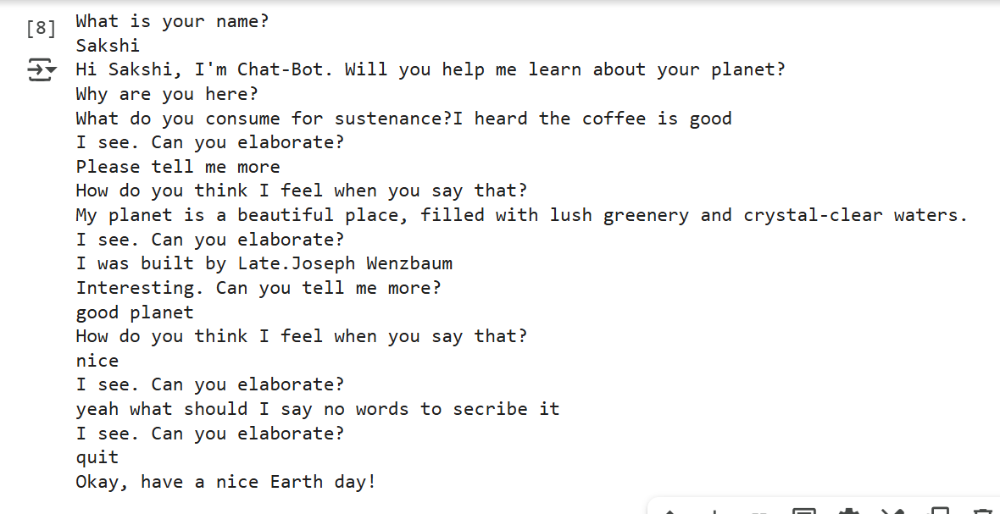 [8]
What is your name?
Sakshi
Hi Sakshi, I'm Chat-Bot. Will you help me learn about your planet?
Why are you here?
What do you consume for sustenance?I heard the coffee is good
I see. Can you elaborate?
Please tell me more
How do you think I feel when you say that?
My planet is a beautiful place, filled with lush greenery and crystal-clear waters.
I see. Can you elaborate?
I was built by Late.Joseph Wenzbaum
Interesting. Can you tell me more?
good planet
How do you think I feel when you say that?
nice
I see. Can you elaborate?
yeah what should I say no words to secribe it
I see. Can you elaborate?
quit
Okay, have a nice Earth day!